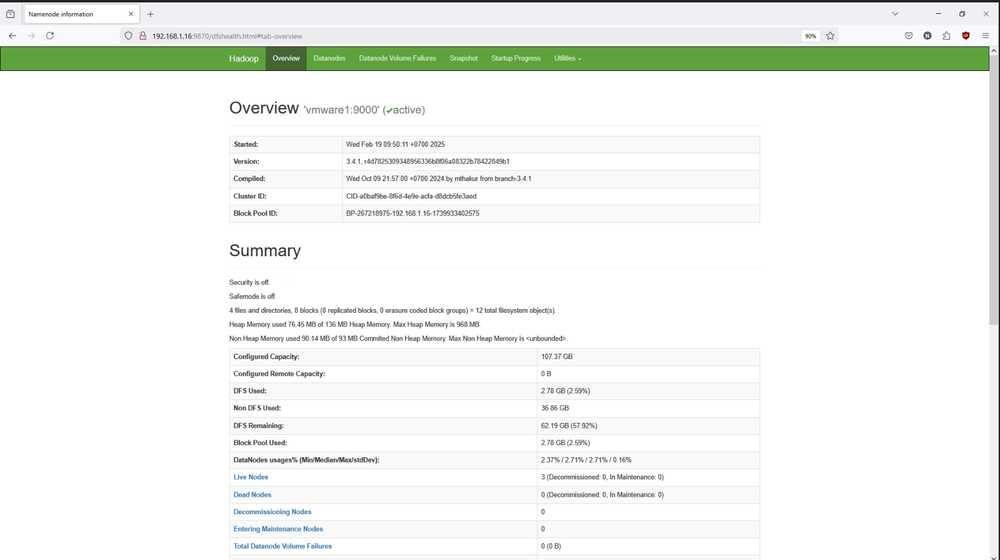 Namenode information
192.168.1.16:9870/dfshealth.html#tab-overview
90%
Hadoop Overview Datanodes Datanode Volume Failures Snapshot Startup Progress Utilities
Overview 'vmware1:9000' (✔active)
Started: Wed Feb 19 09:50:11 +0700 2025
Version: 3.4.1, r4d7825309348956336b8f06a08322b78422849b1
Compiled: Wed Oct 09 21:57:00 +0700 2024 by mthakur from branch-3.4.1
Cluster ID: CID-a0baf9be-8f6d-4e9e-acfa-d8dcb5fe3aed
Block Pool ID: BP-267218975-192.168.1.16-1739933402575
Summary
Security is off.
Safemode is off.
4 files and directories, 8 blocks (8 replicated blocks, 0 erasure coded block groups) = 12 total filesystem object(s).
Heap Memory used 76.45 MB of 136 MB Heap Memory. Max Heap Memory is 968 MB.
Non Heap Memory used 90.14 MB of 93 MB Commited Non Heap Memory. Max Non Heap Memory is <unbounded>.
Configured Capacity: 107.37 GB
Configured Remote Capacity: 0 B
DFS Used: 2.78 GB (2.59%)
Non DFS Used: 36.86 GB
DFS Remaining: 62.19 GB (57.92%)
Block Pool Used: 2.78 GB (2.59%)
DataNodes usages% (Min/Median/Max/stdDev): 2.37% / 2.71% / 2.71% / 0.16%
Live Nodes 3 (Decommissioned: 0, In Maintenance: 0)
Dead Nodes 0 (Decommissioned: 0, In Maintenance: 0)
Decommissioning Nodes 0
Entering Maintenance Nodes 0
Total Datanode Volume Failures 0 (0 B)